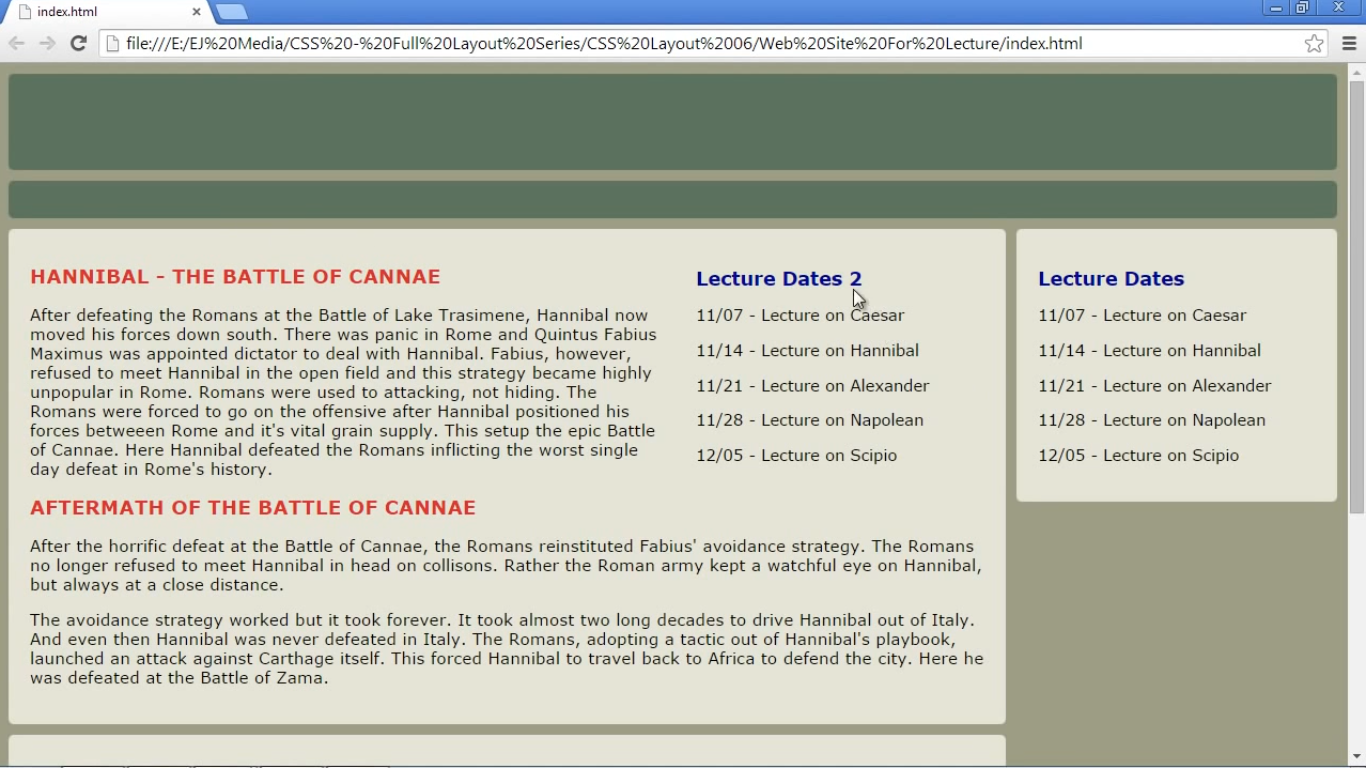 index.html
file:///E:/EJ%20Media/CSS%20-%20Full%20Layout%20Series/CSS%20Layout%2006/Web%20Site%20For%20Lecture/index.html
HANNIBAL - THE BATTLE OF CANNAE
After defeating the Romans at the Battle of Lake Trasimene, Hannibal now
moved his forces down south. There was panic in Rome and Quintus Fabius
Maximus was appointed dictator to deal with Hannibal. Fabius, however,
refused to meet Hannibal in the open field and this strategy became highly
unpopular in Rome. Romans were used to attacking, not hiding. The
Romans were forced to go on the offensive after Hannibal positioned his
forces betweeen Rome and it's vital grain supply. This setup the epic Battle
of Cannae. Here Hannibal defeated the Romans inflicting the worst single
day defeat in Rome's history.
Lecture Dates 2
11/07 - Lecture on Caesar
11/14 - Lecture on Hannibal
11/21 - Lecture on Alexander
11/28 - Lecture on Napolean
12/05 - Lecture on Scipio
AFTERMATH OF THE BATTLE OF CANNAE
After the horrific defeat at the Battle of Cannae, the Romans reinstituted Fabius' avoidance strategy. The Romans
no longer refused to meet Hannibal in head on collisons. Rather the Roman army kept a watchful eye on Hannibal,
but always at a close distance.
The avoidance strategy worked but it took forever. It took almost two long decades to drive Hannibal out of Italy.
And even then Hannibal was never defeated in Italy. The Romans, adopting a tactic out of Hannibal's playbook,
launched an attack against Carthage itself. This forced Hannibal to travel back to Africa to defend the city. Here he
was defeated at the Battle of Zama.
Lecture Dates
11/07 - Lecture on Caesar
11/14 - Lecture on Hannibal
11/21 - Lecture on Alexander
11/28 - Lecture on Napolean
12/05 - Lecture on Scipio